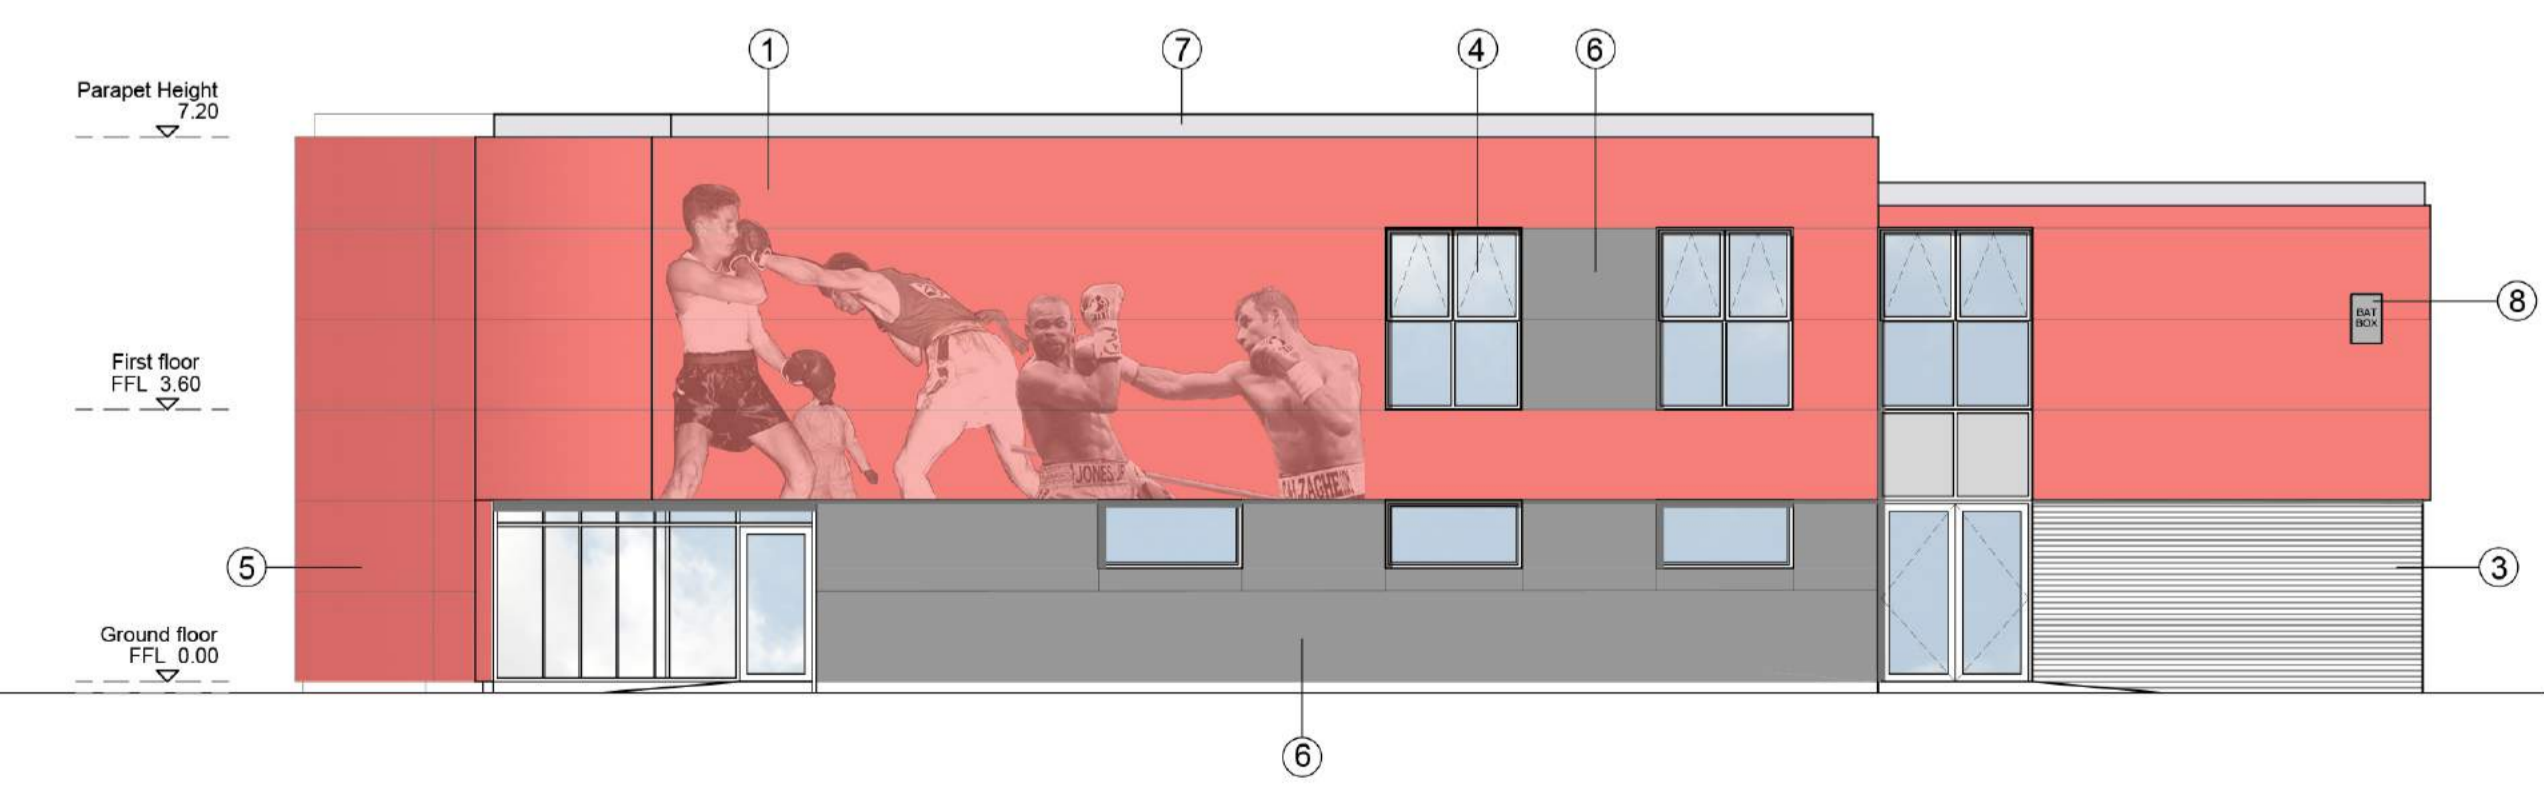 1
7
4
6
Parapet Height
7.20
8
BAT
BOX
First floor
FFL 3.60
JONES
5
3
Ground floor
FFL 0.00
6